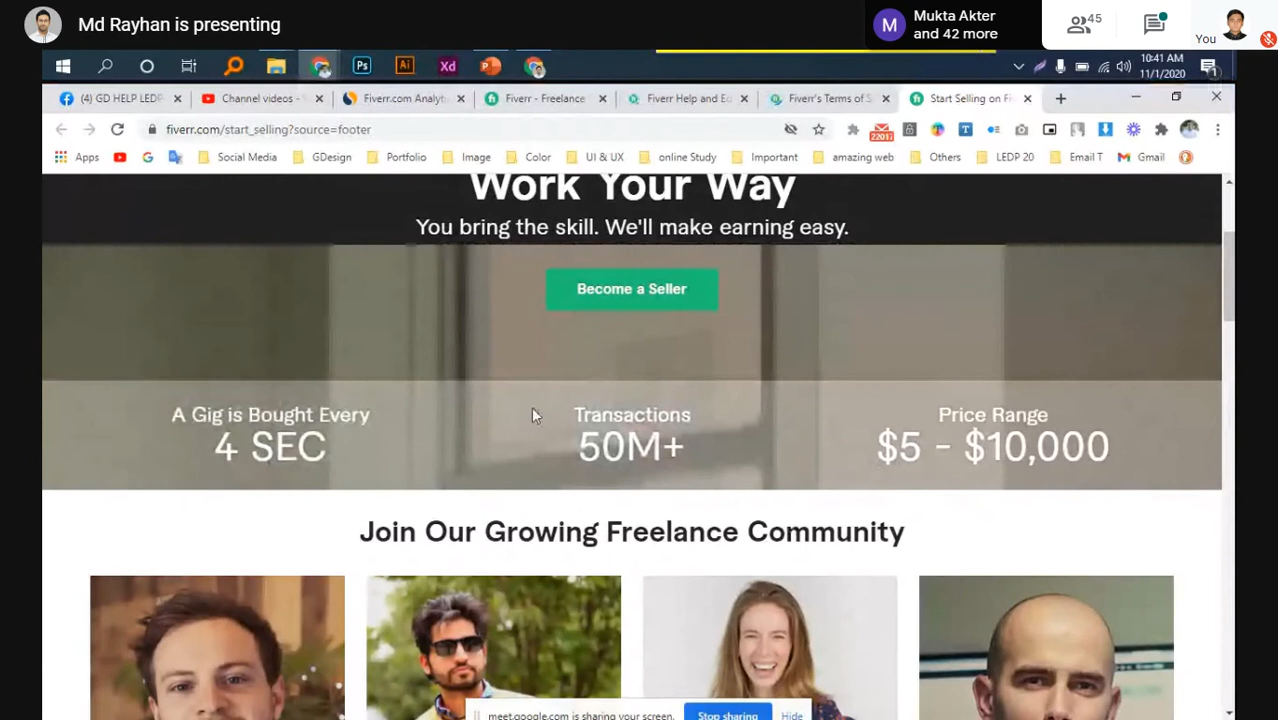 Md Rayhan is presenting
M
Mukta Akter
and 42 more
45
You
Ps
Ai
Xd
10:41 AM
11/1/2020
1
(4) GD HELP LEDP
Channel videos -
Fiverr.com Analyt
Fiverr - Freelance
Fiverr Help and Ed
Fiverr's Terms of S
Start Selling on Fi
fiverr.com/start_selling?source=footer
22017
Apps
Social Media
GDesign
Portfolio
Image
Color
UI & UX
online Study
Important
amazing web
Others
LEDP 20
Email T
Gmail
Work Your Way
You bring the skill. We'll make earning easy.
Become a Seller
A Gig is Bought Every
4 SEC
Transactions
50M+
Price Range
$5 - $10,000
Join Our Growing Freelance Community
meet.google.com is sharing your screen.
Stop sharing
Hide